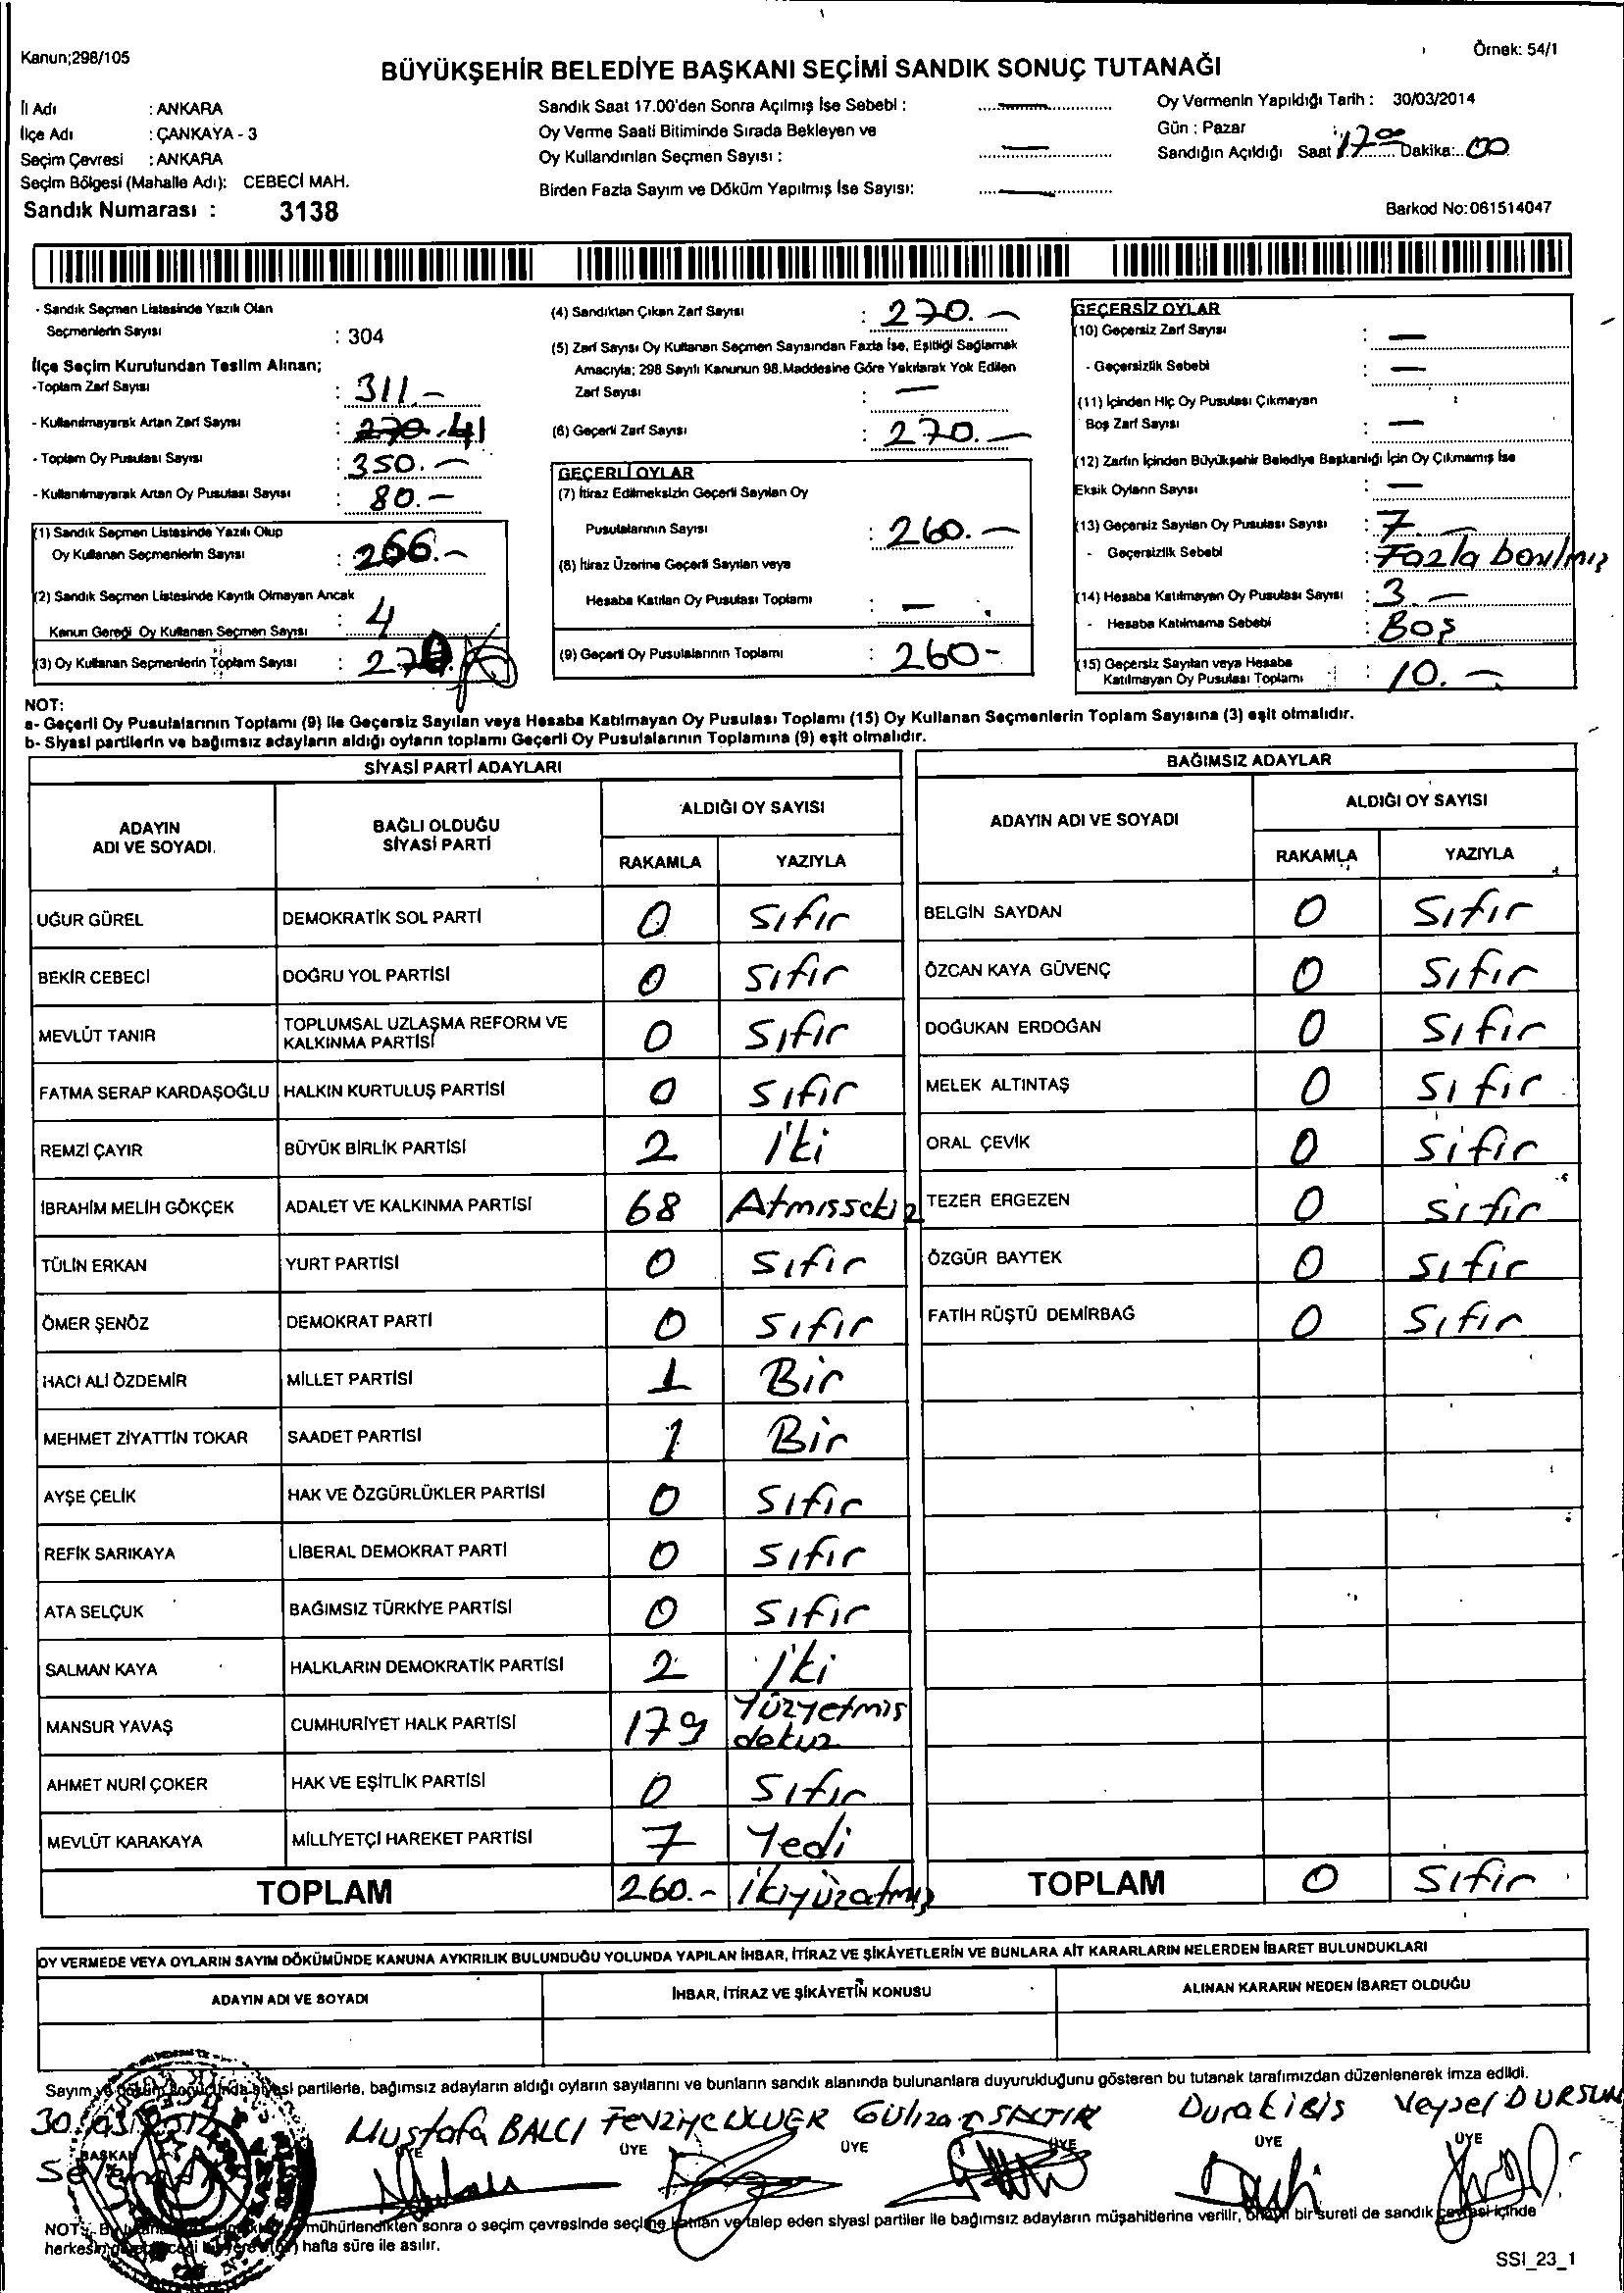 Kanun;298/105
Örnek: 54/1
BÜYÜKŞEHİR BELEDİYE BAŞKANI SEÇİMİ SANDIK SONUÇ TUTANAĞI
İl Adı : ANKARA
İlçe Adı : ÇANKAYA - 3
Seçim Çevresi : ANKARA
Seçim Bölgesi (Mahalle Adı): CEBECİ MAH.
Sandık Numarası : 3138
Sandık Saat 17.00'den Sonra Açılmış İse Sebebi :
Oy Verme Saati Bitiminde Sırada Bekleyen ve
Oy Kullandırılan Seçmen Sayısı :
Birden Fazla Sayım ve Döküm Yapılmış İse Sayısı:
Oy Vermenin Yapıldığı Tarih : 30/03/2014
Gün : Pazar
Sandığın Açıldığı Saat 17:00 Dakika: 00
Barkod No:061514047
- Sandık Seçmen Listesinde Yazılı Olan
Seçmenlerin Sayısı : 304
İlçe Seçim Kurulundan Teslim Alınan;
-Toplam Zarf Sayısı : 311.-
- Kullanılmayarak Artan Zarf Sayısı : 270.41
- Toplam Oy Pusulası Sayısı : 350.-
- Kullanılmayarak Artan Oy Pusulası Sayısı : 80.-
(1) Sandık Seçmen Listesinde Yazılı Olup
Oy Kullanan Seçmenlerin Sayısı : 266.-
(2) Sandık Seçmen Listesinde Kayıtlı Olmayan Ancak
Kanun Gereği Oy Kullanan Seçmen Sayısı : 4
(3) Oy Kullanan Seçmenlerin Toplam Sayısı : 270.
(4) Sandıktan Çıkan Zarf Sayısı : 270.-
(5) Zarf Sayısı Oy Kullanan Seçmen Sayısından Fazla İse, Eşitliği Sağlamak
Amacıyla; 298 Sayılı Kanunun 98.Maddesine Göre Yakılarak Yok Edilen
Zarf Sayısı : -
(6) Geçerli Zarf Sayısı : 270.-
GEÇERLİ OYLAR
(7) İtiraz Edilmeksizin Geçerli Sayılan Oy
Pusulalarının Sayısı : 260.-
(8) İtiraz Üzerine Geçerli Sayılan veya
Hesaba Katılan Oy Pusulası Toplamı : -
(9) Geçerli Oy Pusulalarının Toplamı : 260-
GEÇERSİZ OYLAR
(10) Geçersiz Zarf Sayısı : -
- Geçersizlik Sebebi : -
(11) İçinden Hiç Oy Pusulası Çıkmayan
Boş Zarf Sayısı : -
(12) Zarfın İçinden Büyükşehir Belediye Başkanlığı İçin Oy Çıkmamış İse
Eksik Oyların Sayısı : -
(13) Geçersiz Sayılan Oy Pusulası Sayısı : 7.-
- Geçersizlik Sebebi : Fazla basılmış
(14) Hesaba Katılmayan Oy Pusulası Sayısı : 3.-
- Hesaba Katılmama Sebebi : Boş
(15) Geçersiz Sayılan veya Hesaba
Katılmayan Oy Pusulası Toplamı : 10.-
NOT:
a- Geçerli Oy Pusulalarının Toplamı (9) ile Geçersiz Sayılan veya Hesaba Katılmayan Oy Pusulası Toplamı (15) Oy Kullanan Seçmenlerin Toplam Sayısına (3) eşit olmalıdır.
b- Siyasi partilerin ve bağımsız adayların aldığı oyların toplamı Geçerli Oy Pusulalarının Toplamına (9) eşit olmalıdır.
SİYASİ PARTİ ADAYLARI
ADAYIN ADI VE SOYADI BAĞLI OLDUĞU SİYASİ PARTİ ALDIĞI OY SAYISI
RAKAMLA YAZIYLA
UĞUR GÜREL DEMOKRATİK SOL PARTİ 0 Sıfır
BEKİR CEBECİ DOĞRU YOL PARTİSİ 0 Sıfır
MEVLÜT TANIR TOPLUMSAL UZLAŞMA REFORM VE KALKINMA PARTİSİ 0 Sıfır
FATMA SERAP KARDAŞOĞLU HALKIN KURTULUŞ PARTİSİ 0 Sıfır
REMZİ ÇAYIR BÜYÜK BİRLİK PARTİSİ 2 İki
İBRAHİM MELİH GÖKÇEK ADALET VE KALKINMA PARTİSİ 68 Atmıssekiz
TÜLİN ERKAN YURT PARTİSİ 0 Sıfır
ÖMER ŞENÖZ DEMOKRAT PARTİ 0 Sıfır
HACI ALİ ÖZDEMİR MİLLET PARTİSİ 1 Bir
MEHMET ZİYATTİN TOKAR SAADET PARTİSİ 1 Bir
AYŞE ÇELİK HAK VE ÖZGÜRLÜKLER PARTİSİ 0 Sıfır
REFİK SARIKAYA LİBERAL DEMOKRAT PARTİ 0 Sıfır
ATA SELÇUK BAĞIMSIZ TÜRKİYE PARTİSİ 0 Sıfır
SALMAN KAYA HALKLARIN DEMOKRATİK PARTİSİ 2 İki
MANSUR YAVAŞ CUMHURİYET HALK PARTİSİ 179 Yüzyetmis dokuz
AHMET NURİ ÇOKER HAK VE EŞİTLİK PARTİSİ 0 Sıfır
MEVLÜT KARAKAYA MİLLİYETÇİ HAREKET PARTİSİ 7 Yedi
TOPLAM 260.- İkiyüzatmış
BAĞIMSIZ ADAYLAR
ADAYIN ADI VE SOYADI ALDIĞI OY SAYISI
RAKAMLA YAZIYLA
BELGİN SAYDAN 0 Sıfır
ÖZCAN KAYA GÜVENÇ 0 Sıfır
DOĞUKAN ERDOĞAN 0 Sıfır
MELEK ALTINTAŞ 0 Sıfır
ORAL ÇEVİK 0 Sıfır
TEZER ERGEZEN 0 Sıfır
ÖZGÜR BAYTEK 0 Sıfır
FATİH RÜŞTÜ DEMİRBAĞ 0 Sıfır
TOPLAM 0 Sıfır
OY VERMEDE VEYA OYLARIN SAYIM DÖKÜMÜNDE KANUNA AYKIRILIK BULUNDUĞU YOLUNDA YAPILAN İHBAR, İTİRAZ VE ŞİKÂYETLERİN VE BUNLARA AİT KARARLARIN NELERDEN İBARET BULUNDUKLARI
ADAYIN ADI VE SOYADI İHBAR, İTİRAZ VE ŞİKÂYETİN KONUSU ALINAN KARARIN NEDEN İBARET OLDUĞU
Sayım ve siyasi partilerle, bağımsız adayların aldığı oyların sayılarını ve bunların sandık alanında bulunanlara duyurulduğunu gösteren bu tutanak tarafımızdan düzenlenerek imza edildi.
30/03/2014 Mustafa BALCI Veysel DURSUN
BAŞKAN ÜYE ÜYE ÜYE ÜYE ÜYE ÜYE
NOT: mühürlendikten sonra o seçim çevresinde seçime katılan ve talep eden siyasi partiler ile bağımsız adayların müşahitlerine verilir, onaylı bir sureti de sandık çevresi içinde
hafta süre ile asılır.
SSI_23_1